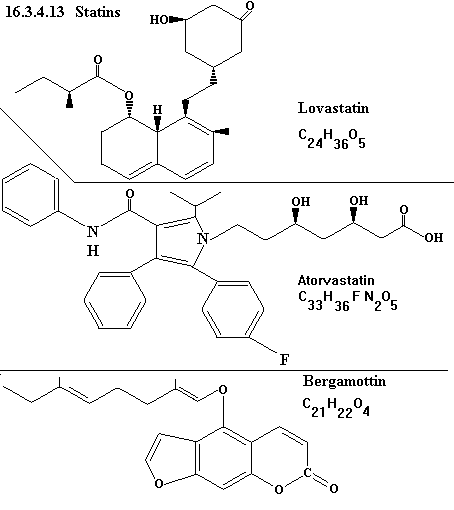 16.3.4.13 Statins
O
HO
O
O
H
Lovastatin
C24H36O5
O
N
H
N
OH
OH
O
OH
F
Atorvastatin
C33H36FN2O5
Bergamottin
C21H22O4
O
O
O
C
O